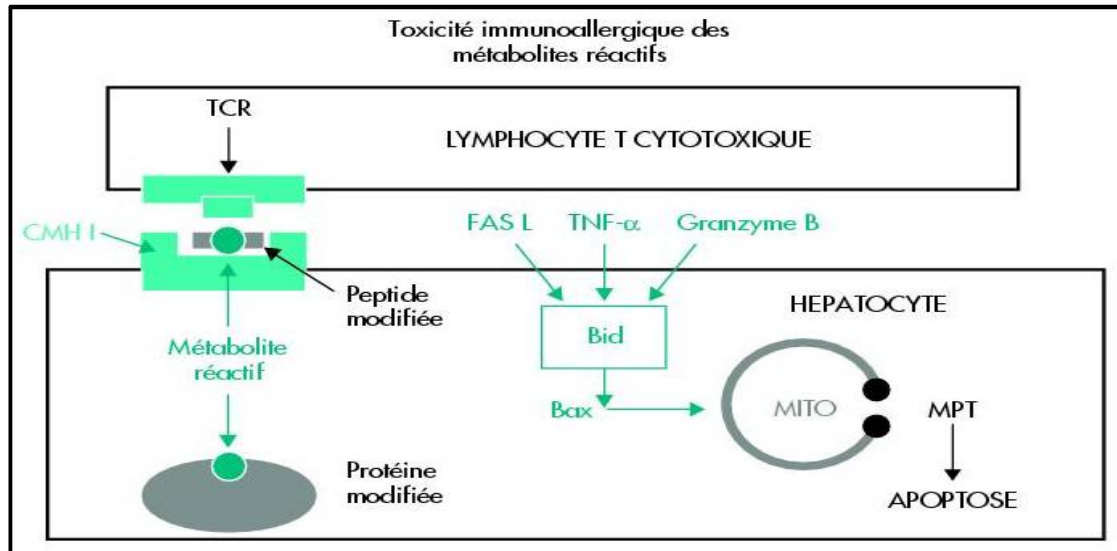 Toxicité immunoallergique des
métabolites réactifs
TCR
LYMPHOCYTE T CYTOTOXIQUE
CMH I
FAS L TNF-α Granzyme B
Peptide
modifiée
HEPATOCYTE
Bid
Métabolite
réactif
Bax
MITO
MPT
Protéine
modifiée
APOPTOSE